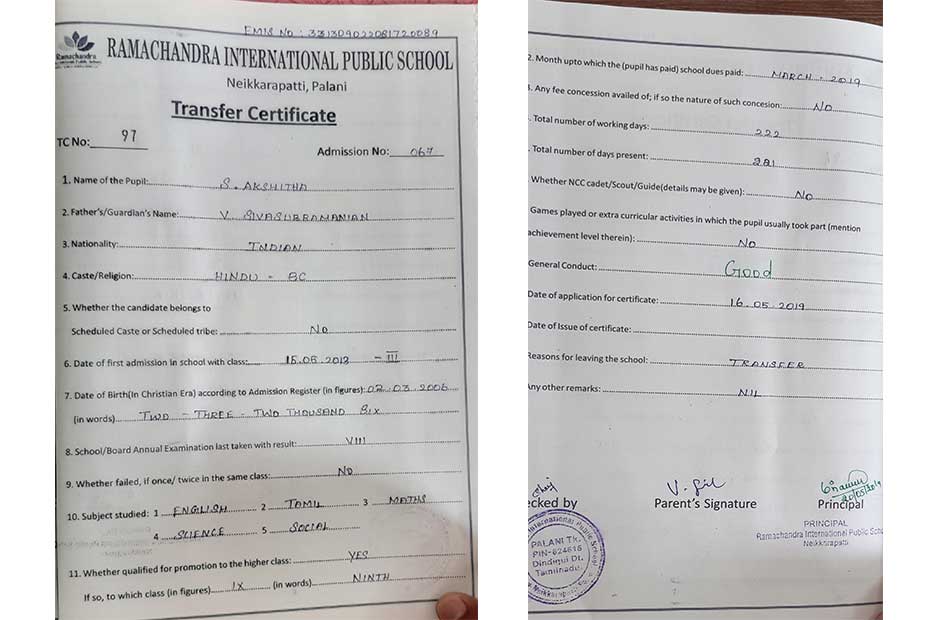 EMIS No : 331309022081720089
Ramachandra
RAMACHANDRA INTERNATIONAL PUBLIC SCHOOL
Neikkarapatti, Palani
Transfer Certificate
TC No: 97
Admission No: 067
1. Name of the Pupil: S. AKSHITHA
2. Father's/Guardian's Name: V SIVASUBRAMANIAN
3. Nationality: INDIAN
4. Caste/Religion: HINDU - BC
5. Whether the candidate belongs to
Scheduled Caste or Scheduled tribe: No
6. Date of first admission in school with class: 15.05.2013 - III
7. Date of Birth(In Christian Era) according to Admission Register (in figures): 02.03.2006
(in words) TWO - THREE - TWO THOUSAND SIX
8. School/Board Annual Examination last taken with result: VIII
9. Whether failed, if once/ twice in the same class: No
10. Subject studied: 1 ENGLISH 2 TAMIL 3 MATHS
4 SCIENCE 5 SOCIAL
11. Whether qualified for promotion to the higher class: YES
If so, to which class (in figures) IX (in words) NINTH
2. Month upto which the (pupil has paid) school dues paid: MARCH - 2019
. Any fee concession availed of; if so the nature of such concesion: No
. Total number of working days: 222
. Total number of days present: 221
. Whether NCC cadet/Scout/Guide(details may be given): No
Games played or extra curricular activities in which the pupil usually took part (mention
achievement level therein): No
General Conduct: Good
Date of application for certificate: 16.05.2019
Date of Issue of certificate:
Reasons for leaving the school: TRANSFER
Any other remarks: NIL
ecked by
Parent's Signature
20/05/2019
Principal
PRINCIPAL
Ramachandra International Public Scho
Neikkarapatti
International Public School
PALANI Tk.
PIN-624615
Dindigul Dt.
Tamilnadu